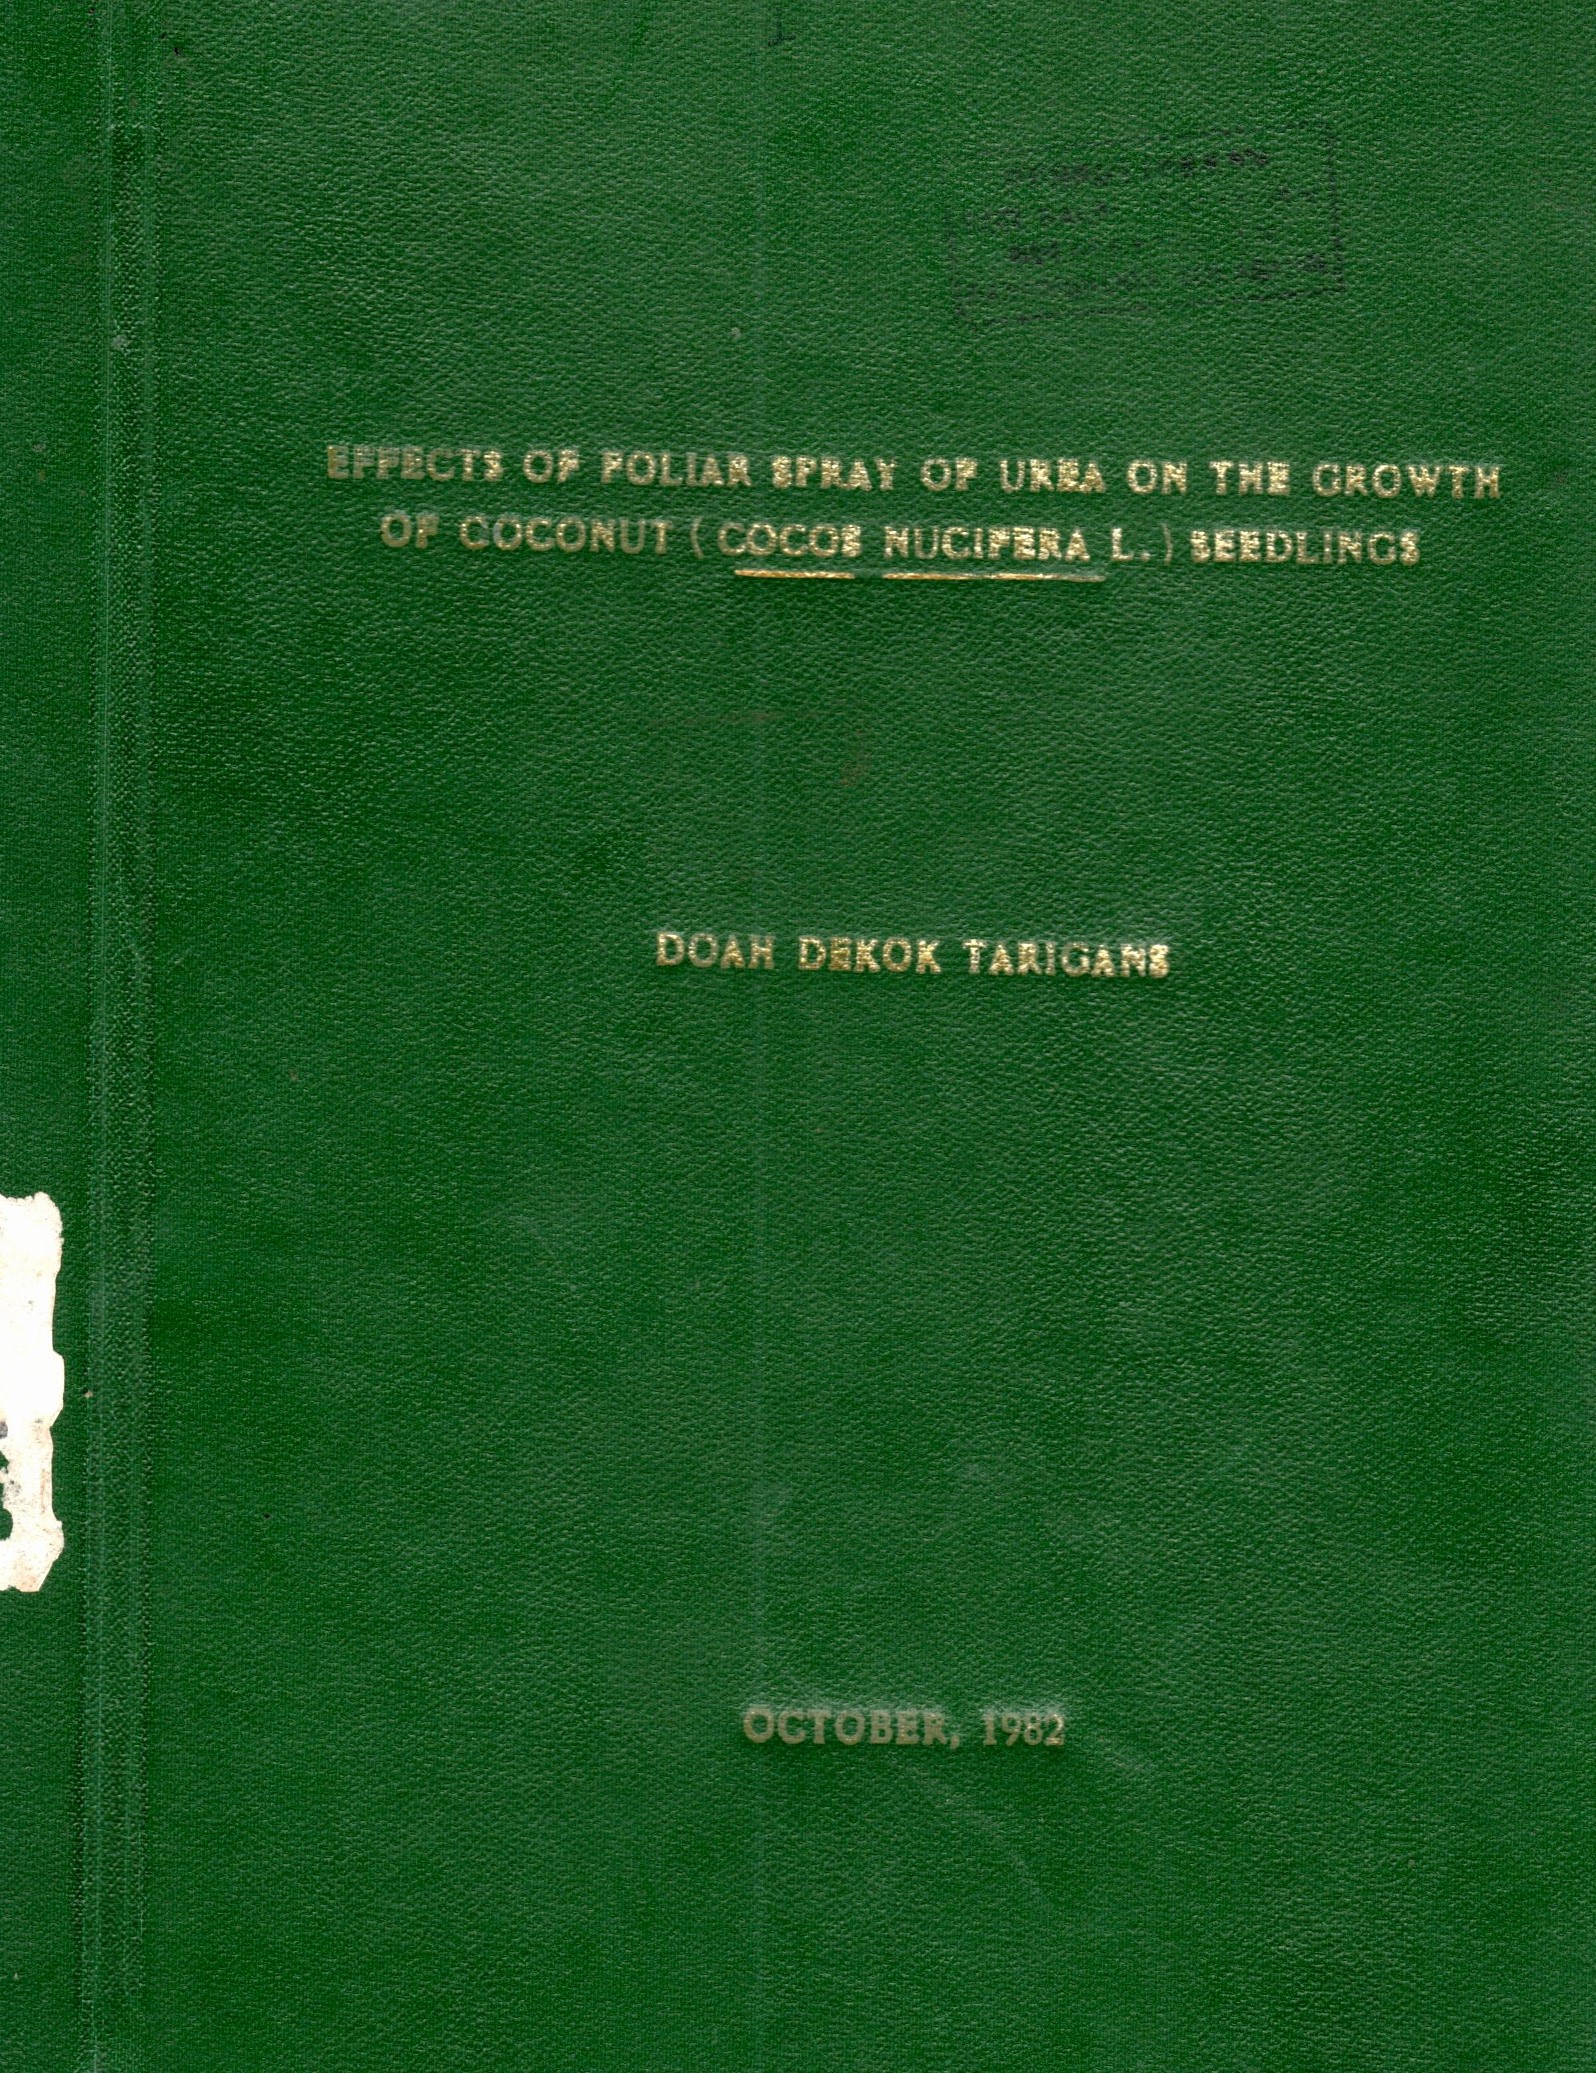 EFFECTS OF FOLIAR SPRAY OF UREA ON THE GROWTH
OF COCONUT (COCOS NUCIFERA L.) SEEDLINGS
DOAH DEKOK TARIGANS
OCTOBER, 1982